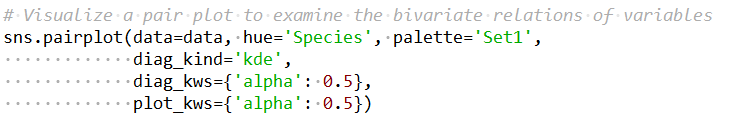 # Visualize a pair plot to examine the bivariate relations of variables
sns.pairplot(data=data, hue='Species', palette='Set1',
             diag_kind='kde',
             diag_kws={'alpha': 0.5},
             plot_kws={'alpha': 0.5})